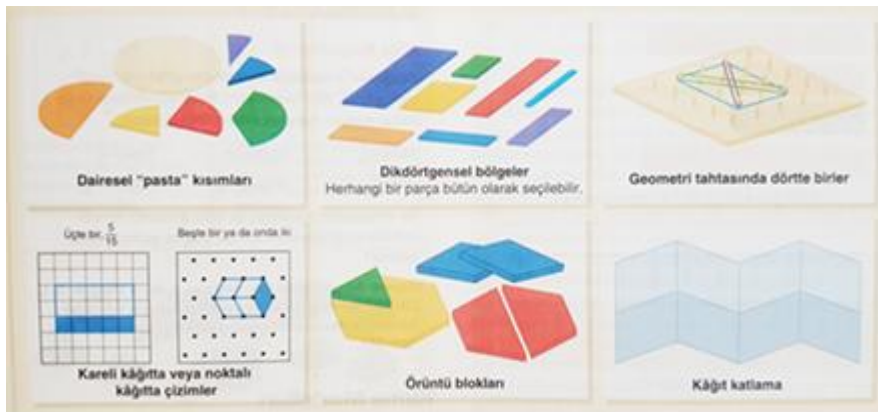 Dairesel "pasta" kısımları
Dikdörtgensel bölgeler
Herhangi bir parça bütün olarak seçilebilir.
Geometri tahtasında dörtte birler
Üçte bir, 5/15
Beşte bir ya da onda iki
Kareli kâğıtta veya noktalı
kâğıtta çizimler
Örüntü blokları
Kâğıt katlama